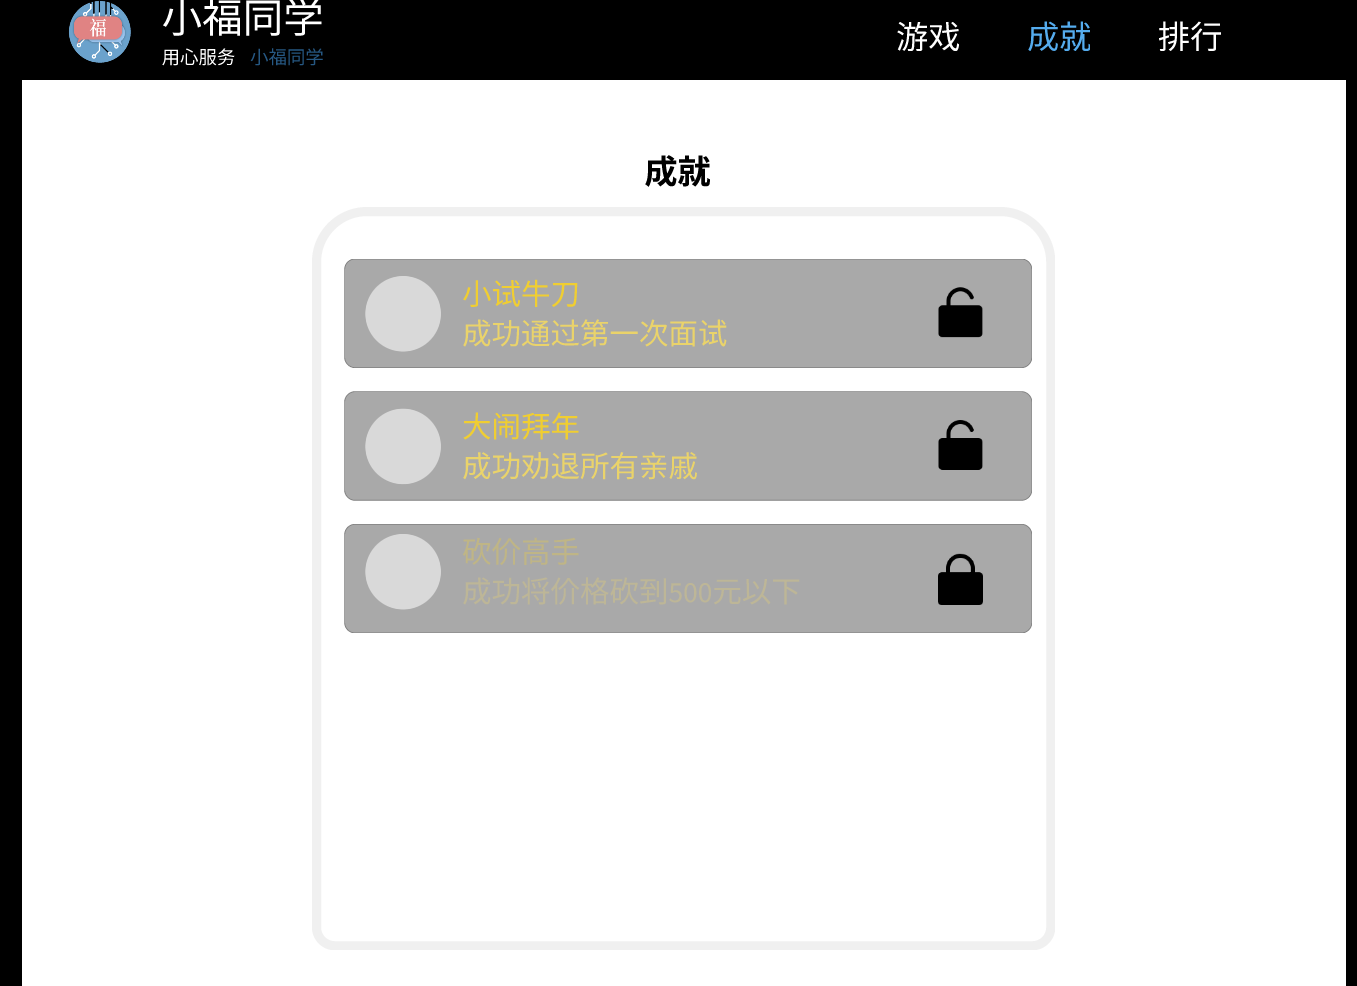 福
小福同学
用心服务 小福同学
游戏 成就 排行
成就
小试牛刀
成功通过第一次面试
大闹拜年
成功劝退所有亲戚
砍价高手
成功将价格砍到500元以下